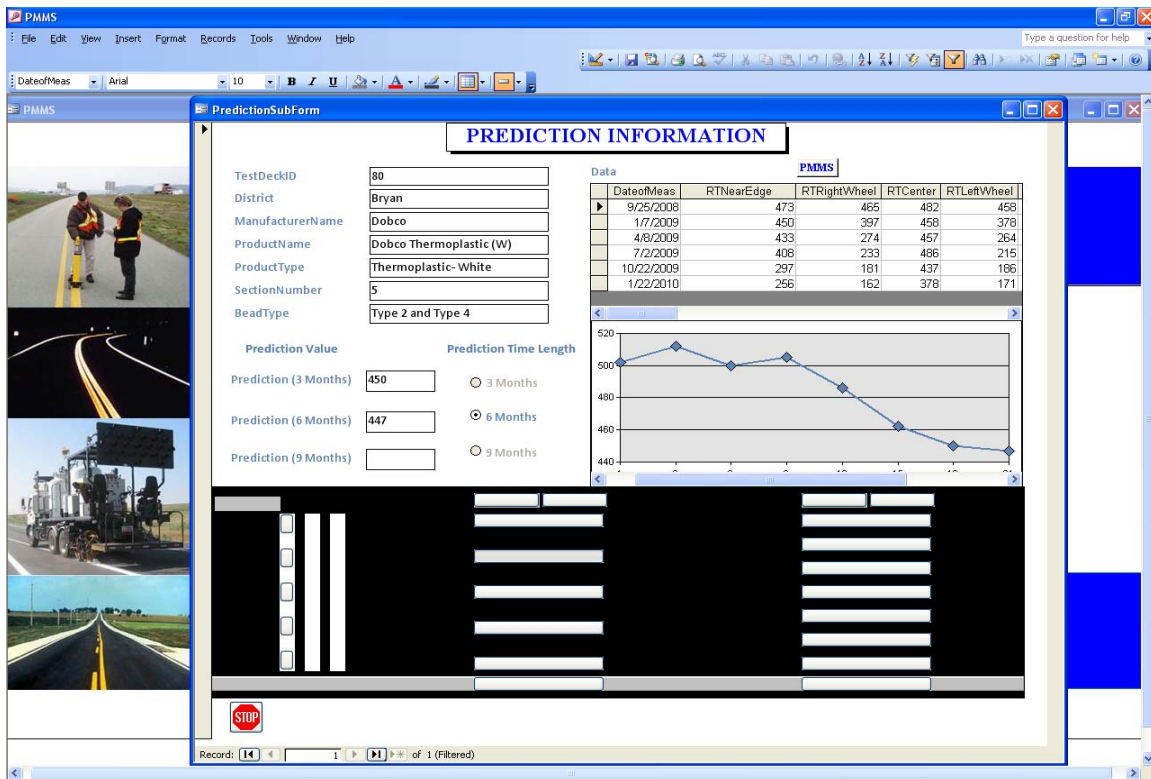 PMMS
File Edit View Insert Format Records Tools Window Help
Type a question for help
DateofMeas Arial 10 B I U
PMMS
PredictionSubForm
PREDICTION INFORMATION
TestDeckID 80
District Bryan
ManufacturerName Dobco
ProductName Dobco Thermoplastic (W)
ProductType Thermoplastic- White
SectionNumber 5
BeadType Type 2 and Type 4
Prediction Value Prediction Time Length
Prediction (3 Months) 450 3 Months
Prediction (6 Months) 447 6 Months
Prediction (9 Months) 9 Months
Data PMMS
DateofMeas RTNearEdge RTRightWheel RTCenter RTLeftWheel
9/25/2008 473 465 482 458
1/7/2009 450 397 458 378
4/8/2009 433 274 457 264
7/2/2009 408 233 486 215
10/22/2009 297 181 437 186
1/22/2010 256 162 378 171
520
500
480
460
440
STOP
Record: 1 of 1 (Filtered)